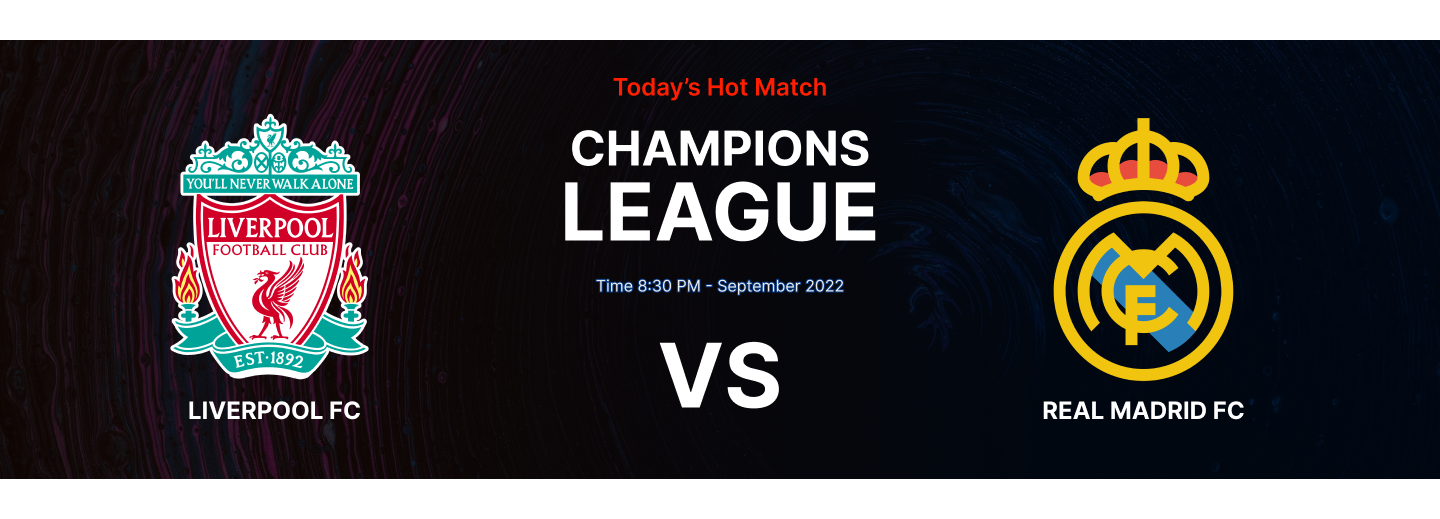 Today's Hot Match
CHAMPIONS
LEAGUE
Time 8:30 PM - September 2022
VS
YOU'LL NEVER WALK ALONE
LIVERPOOL
FOOTBALL CLUB
EST·1892
LIVERPOOL FC
REAL MADRID FC